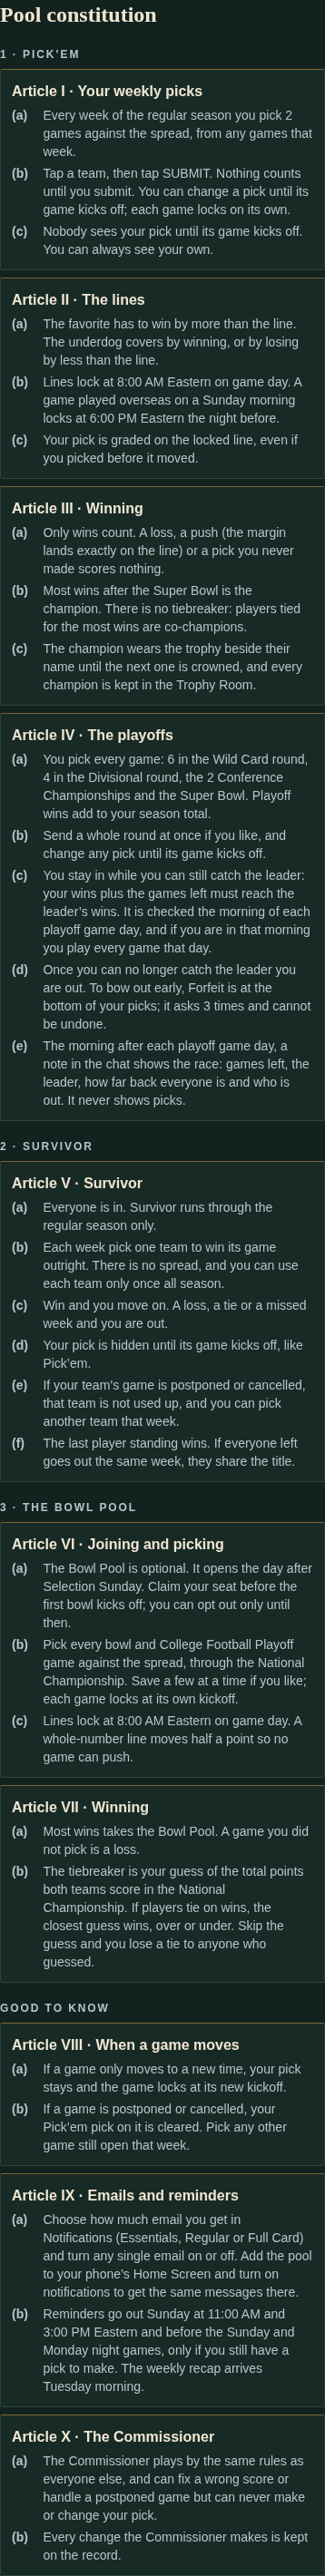 Pool constitution
1 · PICK’EM
Article I · Your weekly picks
(a) Every week of the regular season you pick 2
games against the spread, from any games that
week.
(b) Tap a team, then tap SUBMIT. Nothing counts
until you submit. You can change a pick until its
game kicks off; each game locks on its own.
(c) Nobody sees your pick until its game kicks off.
You can always see your own.
Article II · The lines
(a) The favorite has to win by more than the line.
The underdog covers by winning, or by losing
by less than the line.
(b) Lines lock at 8:00 AM Eastern on game day. A
game played overseas on a Sunday morning
locks at 6:00 PM Eastern the night before.
(c) Your pick is graded on the locked line, even if
you picked before it moved.
Article III · Winning
(a) Only wins count. A loss, a push (the margin
lands exactly on the line) or a pick you never
made scores nothing.
(b) Most wins after the Super Bowl is the
champion. There is no tiebreaker: players tied
for the most wins are co-champions.
(c) The champion wears the trophy beside their
name until the next one is crowned, and every
champion is kept in the Trophy Room.
Article IV · The playoffs
(a) You pick every game: 6 in the Wild Card round,
4 in the Divisional round, the 2 Conference
Championships and the Super Bowl. Playoff
wins add to your season total.
(b) Send a whole round at once if you like, and
change any pick until its game kicks off.
(c) You stay in while you can still catch the leader:
your wins plus the games left must reach the
leader’s wins. It is checked the morning of each
playoff game day, and if you are in that morning
you play every game that day.
(d) Once you can no longer catch the leader you
are out. To bow out early, Forfeit is at the
bottom of your picks; it asks 3 times and cannot
be undone.
(e) The morning after each playoff game day, a
note in the chat shows the race: games left, the
leader, how far back everyone is and who is
out. It never shows picks.
2 · SURVIVOR
Article V · Survivor
(a) Everyone is in. Survivor runs through the
regular season only.
(b) Each week pick one team to win its game
outright. There is no spread, and you can use
each team only once all season.
(c) Win and you move on. A loss, a tie or a missed
week and you are out.
(d) Your pick is hidden until its game kicks off, like
Pick’em.
(e) If your team’s game is postponed or cancelled,
that team is not used up, and you can pick
another team that week.
(f) The last player standing wins. If everyone left
goes out the same week, they share the title.
3 · THE BOWL POOL
Article VI · Joining and picking
(a) The Bowl Pool is optional. It opens the day after
Selection Sunday. Claim your seat before the
first bowl kicks off; you can opt out only until
then.
(b) Pick every bowl and College Football Playoff
game against the spread, through the National
Championship. Save a few at a time if you like;
each game locks at its own kickoff.
(c) Lines lock at 8:00 AM Eastern on game day. A
whole-number line moves half a point so no
game can push.
Article VII · Winning
(a) Most wins takes the Bowl Pool. A game you did
not pick is a loss.
(b) The tiebreaker is your guess of the total points
both teams score in the National
Championship. If players tie on wins, the
closest guess wins, over or under. Skip the
guess and you lose a tie to anyone who
guessed.
GOOD TO KNOW
Article VIII · When a game moves
(a) If a game only moves to a new time, your pick
stays and the game locks at its new kickoff.
(b) If a game is postponed or cancelled, your
Pick’em pick on it is cleared. Pick any other
game still open that week.
Article IX · Emails and reminders
(a) Choose how much email you get in
Notifications (Essentials, Regular or Full Card)
and turn any single email on or off. Add the pool
to your phone’s Home Screen and turn on
notifications to get the same messages there.
(b) Reminders go out Sunday at 11:00 AM and
3:00 PM Eastern and before the Sunday and
Monday night games, only if you still have a
pick to make. The weekly recap arrives
Tuesday morning.
Article X · The Commissioner
(a) The Commissioner plays by the same rules as
everyone else, and can fix a wrong score or
handle a postponed game but can never make
or change your pick.
(b) Every change the Commissioner makes is kept
on the record.